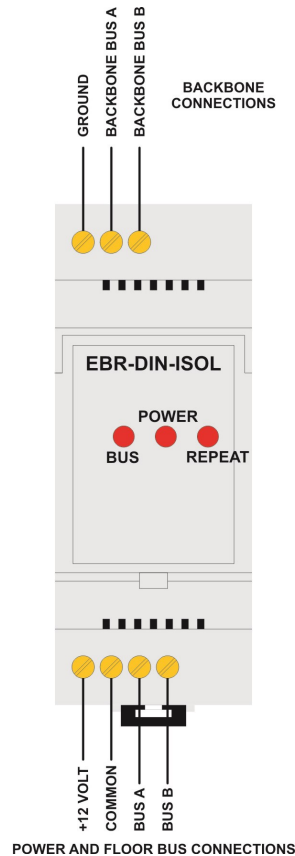 GROUND
BACKBONE BUS A
BACKBONE BUS B
BACKBONE
CONNECTIONS
EBR-DIN-ISOL
POWER
BUS
REPEAT
+12 VOLT
COMMON
BUS A
BUS B
POWER AND FLOOR BUS CONNECTIONS